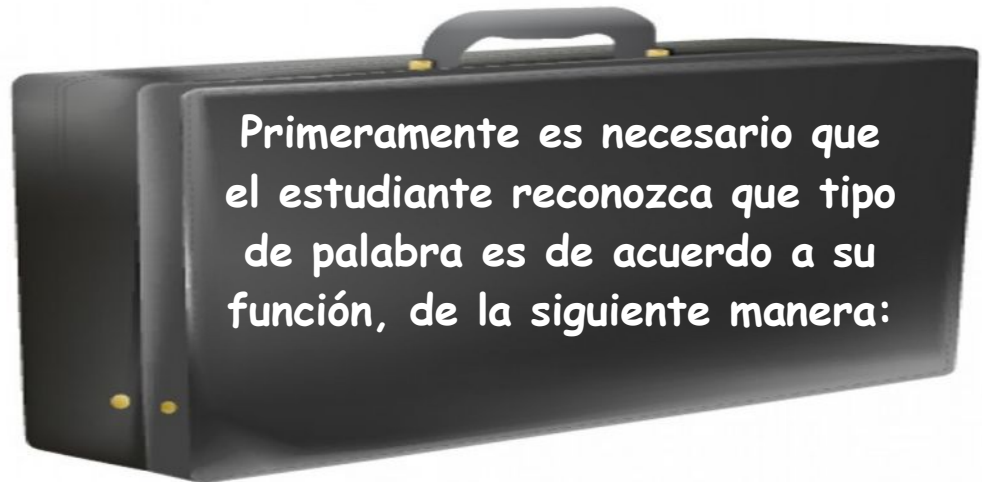 Primeramente es necesario que
el estudiante reconozca que tipo
de palabra es de acuerdo a su
función, de la siguiente manera: